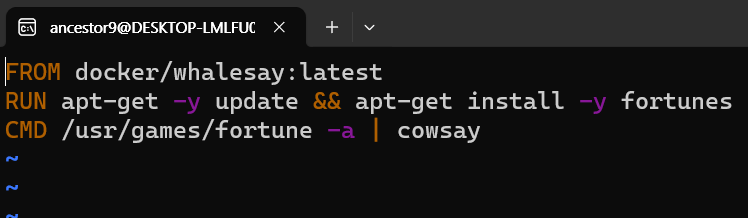 ancestor9@DESKTOP-LMLFU0
FROM docker/whalesay:latest
RUN apt-get -y update && apt-get install -y fortunes
CMD /usr/games/fortune -a | cowsay
~
~
~